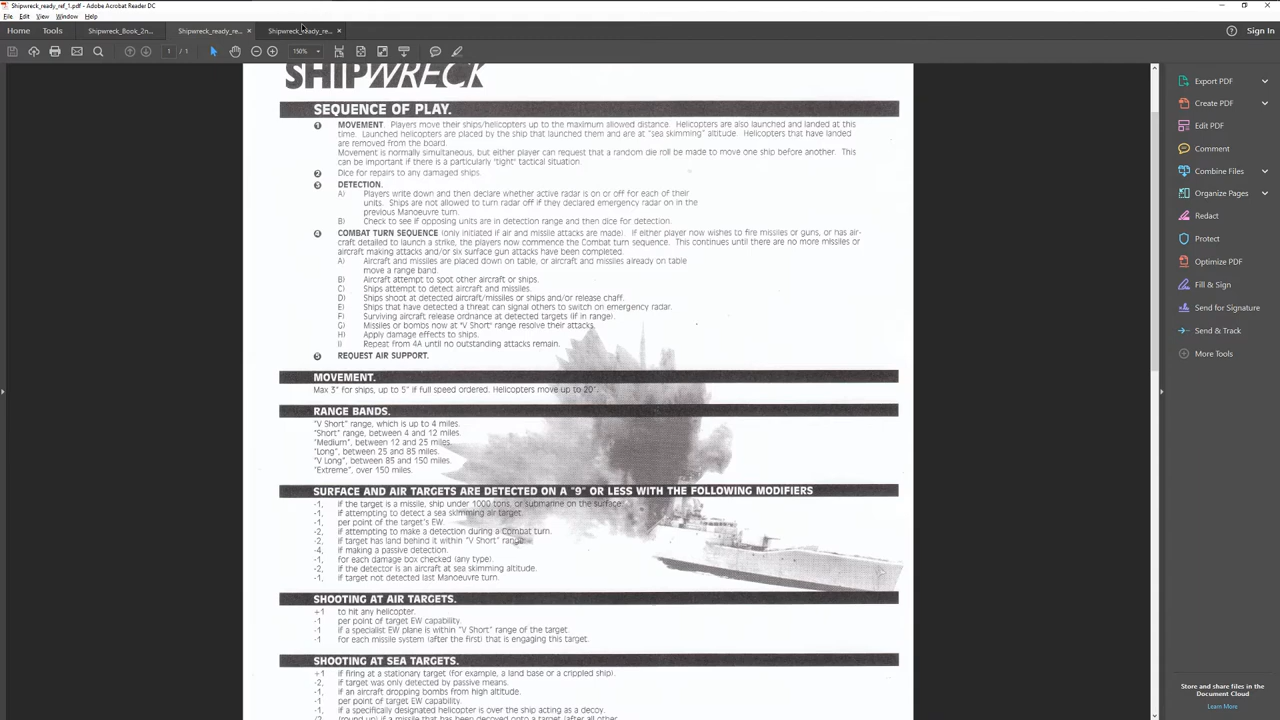 Shipwreck_ready_ref_1.pdf - Adobe Acrobat Reader DC
File Edit View Window Help
Home Tools Shipwreck_Book_2n... Shipwreck_ready_re... × Shipwreck_ready_re... ×
Sign In
1 / 1 150%
SHIPWRECK
SEQUENCE OF PLAY.
1 MOVEMENT. Players move their ships/helicopters up to the maximum allowed distance. Helicopters are also launched and landed at this
time. Launched helicopters are placed by the ship that launched them and are at "sea skimming" altitude. Helicopters that have landed
are removed from the board.
Movement is normally simultaneous, but either player can request that a random die roll be made to move one ship before another. This
can be important if there is a particularly "tight" tactical situation.
2 Dice for repairs to any damaged ships.
3 DETECTION.
A) Players write down and then declare whether active radar is on or off for each of their
units. Ships are not allowed to turn radar off if they declared emergency radar on in the
previous Manoeuvre turn.
B) Check to see if opposing units are in detection range and then dice for detection.
4 COMBAT TURN SEQUENCE (only initiated if air and missile attacks are made). If either player now wishes to fire missiles or guns, or has air-
craft detailed to launch a strike, the players now commence the Combat turn sequence. This continues until there are no more missiles or
aircraft making attacks and/or six surface gun attacks have been completed.
A) Aircraft and missiles are placed down on table, or aircraft and missiles already on table
move a range band.
B) Aircraft attempt to spot other aircraft or ships.
C) Ships attempt to detect aircraft and missiles.
D) Ships shoot at detected aircraft/missiles or ships and/or release chaff.
E) Ships that have detected a threat can signal others to switch on emergency radar.
F) Surviving aircraft release ordnance at detected targets (if in range).
G) Missiles or bombs now at "V Short" range resolve their attacks.
H) Apply damage effects to ships.
I) Repeat from 4A until no outstanding attacks remain.
5 REQUEST AIR SUPPORT.
MOVEMENT.
Max 3" for ships, up to 5" if full speed ordered. Helicopters move up to 20".
RANGE BANDS.
"V Short" range, which is up to 4 miles.
"Short" range, between 4 and 12 miles.
"Medium", between 12 and 25 miles.
"Long", between 25 and 85 miles.
"V Long", between 85 and 150 miles.
"Extreme", over 150 miles.
SURFACE AND AIR TARGETS ARE DETECTED ON A "9" OR LESS WITH THE FOLLOWING MODIFIERS
-1, if the target is a missile, ship under 1000 tons, or submarine on the surface.
-1, if attempting to detect a sea skimming air target.
-1, per point of the target's EW.
-2, if attempting to make a detection during a Combat turn.
-2, if target has land behind it within "V Short" range.
-4, if making a passive detection.
-1, for each damage box checked (any type).
-2, if the detector is an aircraft at sea skimming altitude.
-1, if target not detected last Manoeuvre turn.
SHOOTING AT AIR TARGETS.
+1 to hit any helicopter.
-1 per point of target EW capability.
-1 if a specialist EW plane is within "V Short" range of the target.
-1 for each missile system (after the first) that is engaging this target.
SHOOTING AT SEA TARGETS.
+1 if firing at a stationary target (for example, a land base or a crippled ship).
-2, if target was only detected by passive means.
-1, if an aircraft dropping bombs from high altitude.
-1 per point of target EW capability.
-1, if a specifically designated helicopter is over the ship acting as a decoy.
(round up) if a missile that has been decoyed onto a target (after all other
Export PDF
Create PDF
Edit PDF
Comment
Combine Files
Organize Pages
Redact
Protect
Optimize PDF
Fill & Sign
Send for Signature
Send & Track
More Tools
Store and share files in the
Document Cloud
Learn More